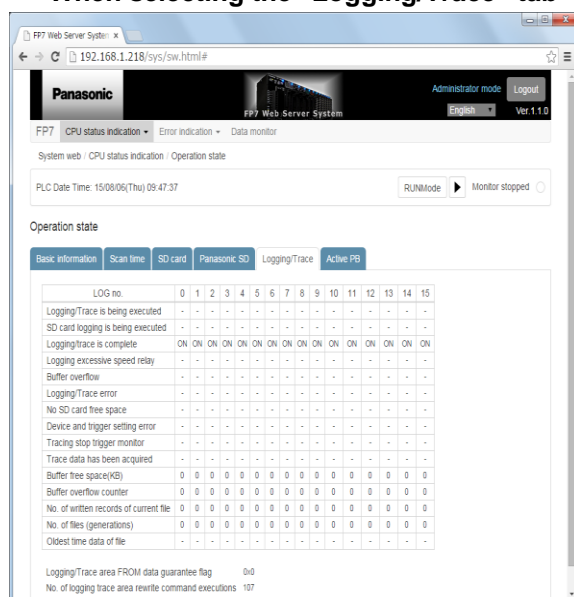 When selecting the "Logging/Trace" tab
FP7 Web Server System x
192.168.1.218/sys/sw.html#
Panasonic
FP7 Web Server System
Administrator mode Logout
English Ver.1.1.0
FP7 CPU status indication Error indication Data monitor
System web / CPU status indication / Operation state
PLC Date Time: 15/08/06(Thu) 09:47:37 RUNMode Monitor stopped
Operation state
Basic information Scan time SD card Panasonic SD Logging/Trace Active PB
LOG no. 0 1 2 3 4 5 6 7 8 9 10 11 12 13 14 15
Logging/Trace is being executed - - - - - - - - - - - - - - - -
SD card logging is being executed - - - - - - - - - - - - - - - -
Logging/trace is complete ON ON ON ON ON ON ON ON ON ON ON ON ON ON ON ON
Logging excessive speed relay - - - - - - - - - - - - - - - -
Buffer overflow - - - - - - - - - - - - - - - -
Logging/Trace error - - - - - - - - - - - - - - - -
No SD card free space - - - - - - - - - - - - - - - -
Device and trigger setting error - - - - - - - - - - - - - - - -
Tracing stop trigger monitor - - - - - - - - - - - - - - - -
Trace data has been acquired - - - - - - - - - - - - - - - -
Buffer free space(KB) 0 0 0 0 0 0 0 0 0 0 0 0 0 0 0 0
Buffer overflow counter 0 0 0 0 0 0 0 0 0 0 0 0 0 0 0 0
No. of written records of current file 0 0 0 0 0 0 0 0 0 0 0 0 0 0 0 0
No. of files (generations) 0 0 0 0 0 0 0 0 0 0 0 0 0 0 0 0
Oldest time data of file - - - - - - - - - - - - - - - -
Logging/Trace area FROM data guarantee flag 0x0
No. of logging trace area rewrite command executions 107